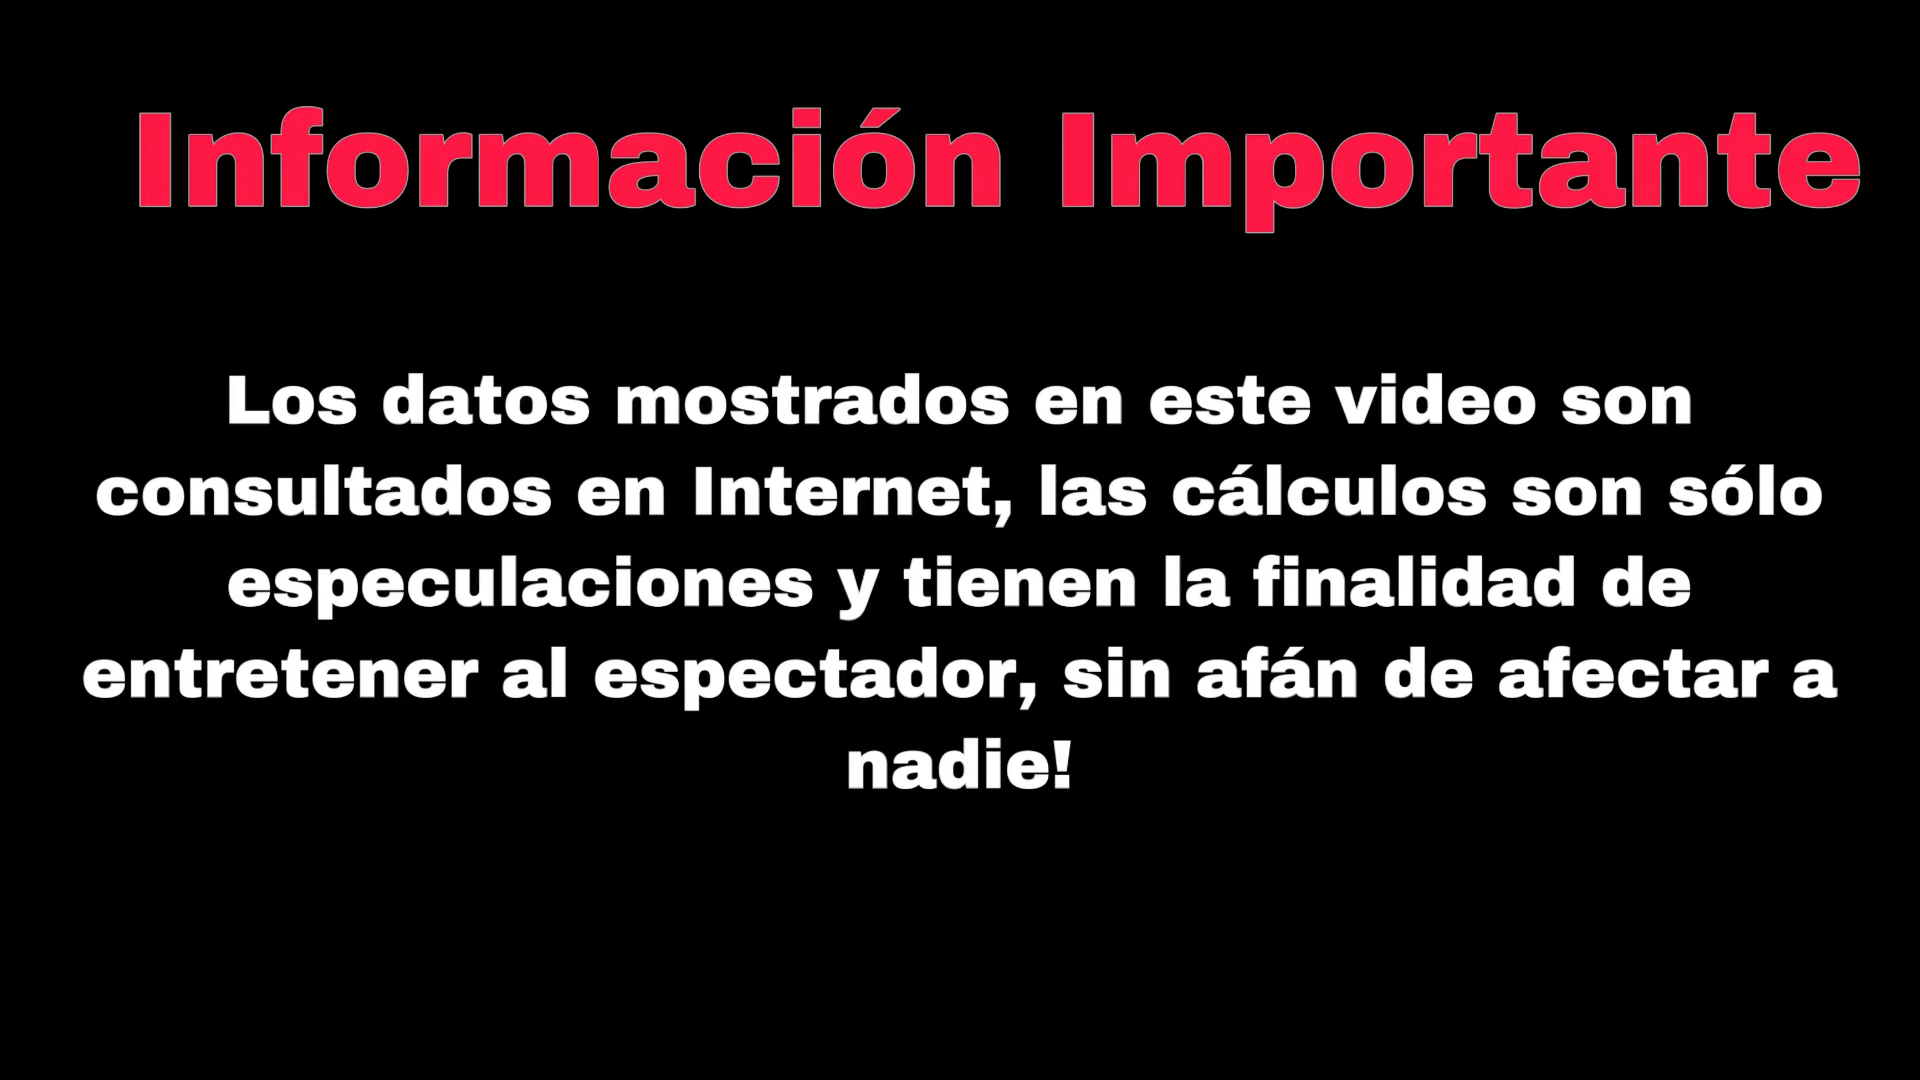 Información Importante
Los datos mostrados en este video son
consultados en Internet, las cálculos son sólo
especulaciones y tienen la finalidad de
entretener al espectador, sin afán de afectar a
nadie!